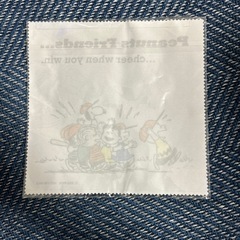 Peanuts Friends...
...cheer when you win.